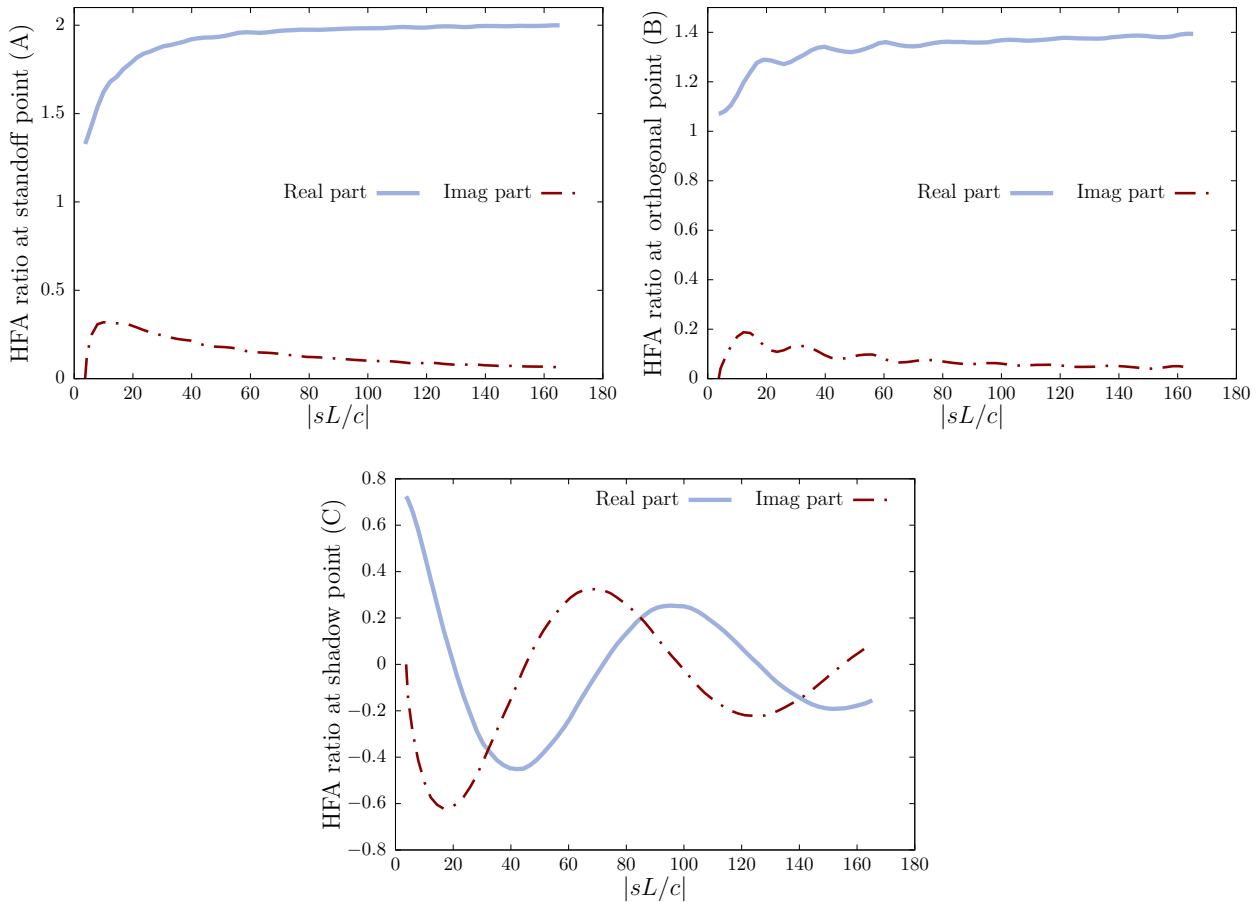 HFA ratio at standoff point (A)
2
1.5
1
0.5
0
Real part
Imag part
0 20 40 60 80 100 120 140 160 180
|sL/c|
HFA ratio at orthogonal point (B)
1.4
1.2
1
0.8
0.6
0.4
0.2
0
Real part
Imag part
0 20 40 60 80 100 120 140 160 180
|sL/c|
HFA ratio at shadow point (C)
0.8
0.6
0.4
0.2
0
−0.2
−0.4
−0.6
−0.8
Real part
Imag part
0 20 40 60 80 100 120 140 160 180
|sL/c|